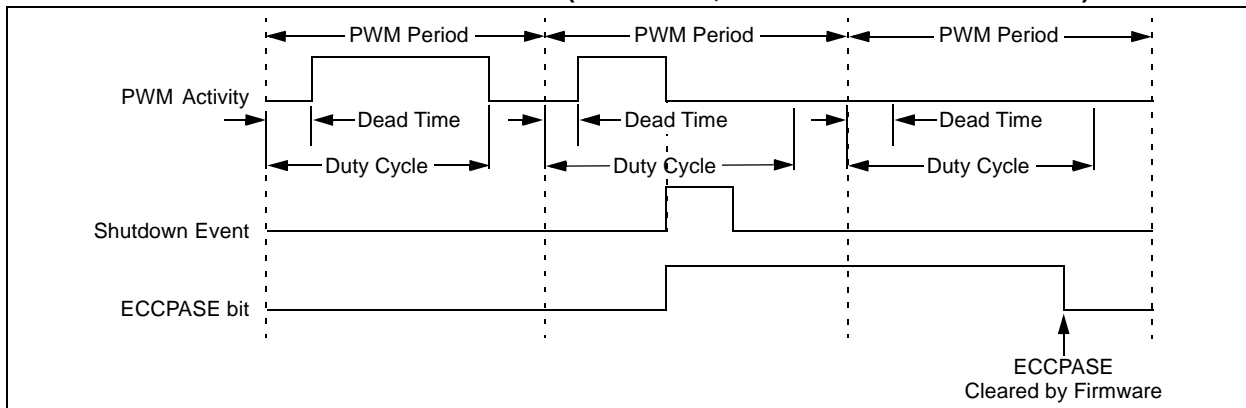 PWM Period PWM Period PWM Period
PWM Activity
Dead Time Dead Time Dead Time
Duty Cycle Duty Cycle Duty Cycle
Shutdown Event
ECCPASE bit
ECCPASE
Cleared by Firmware